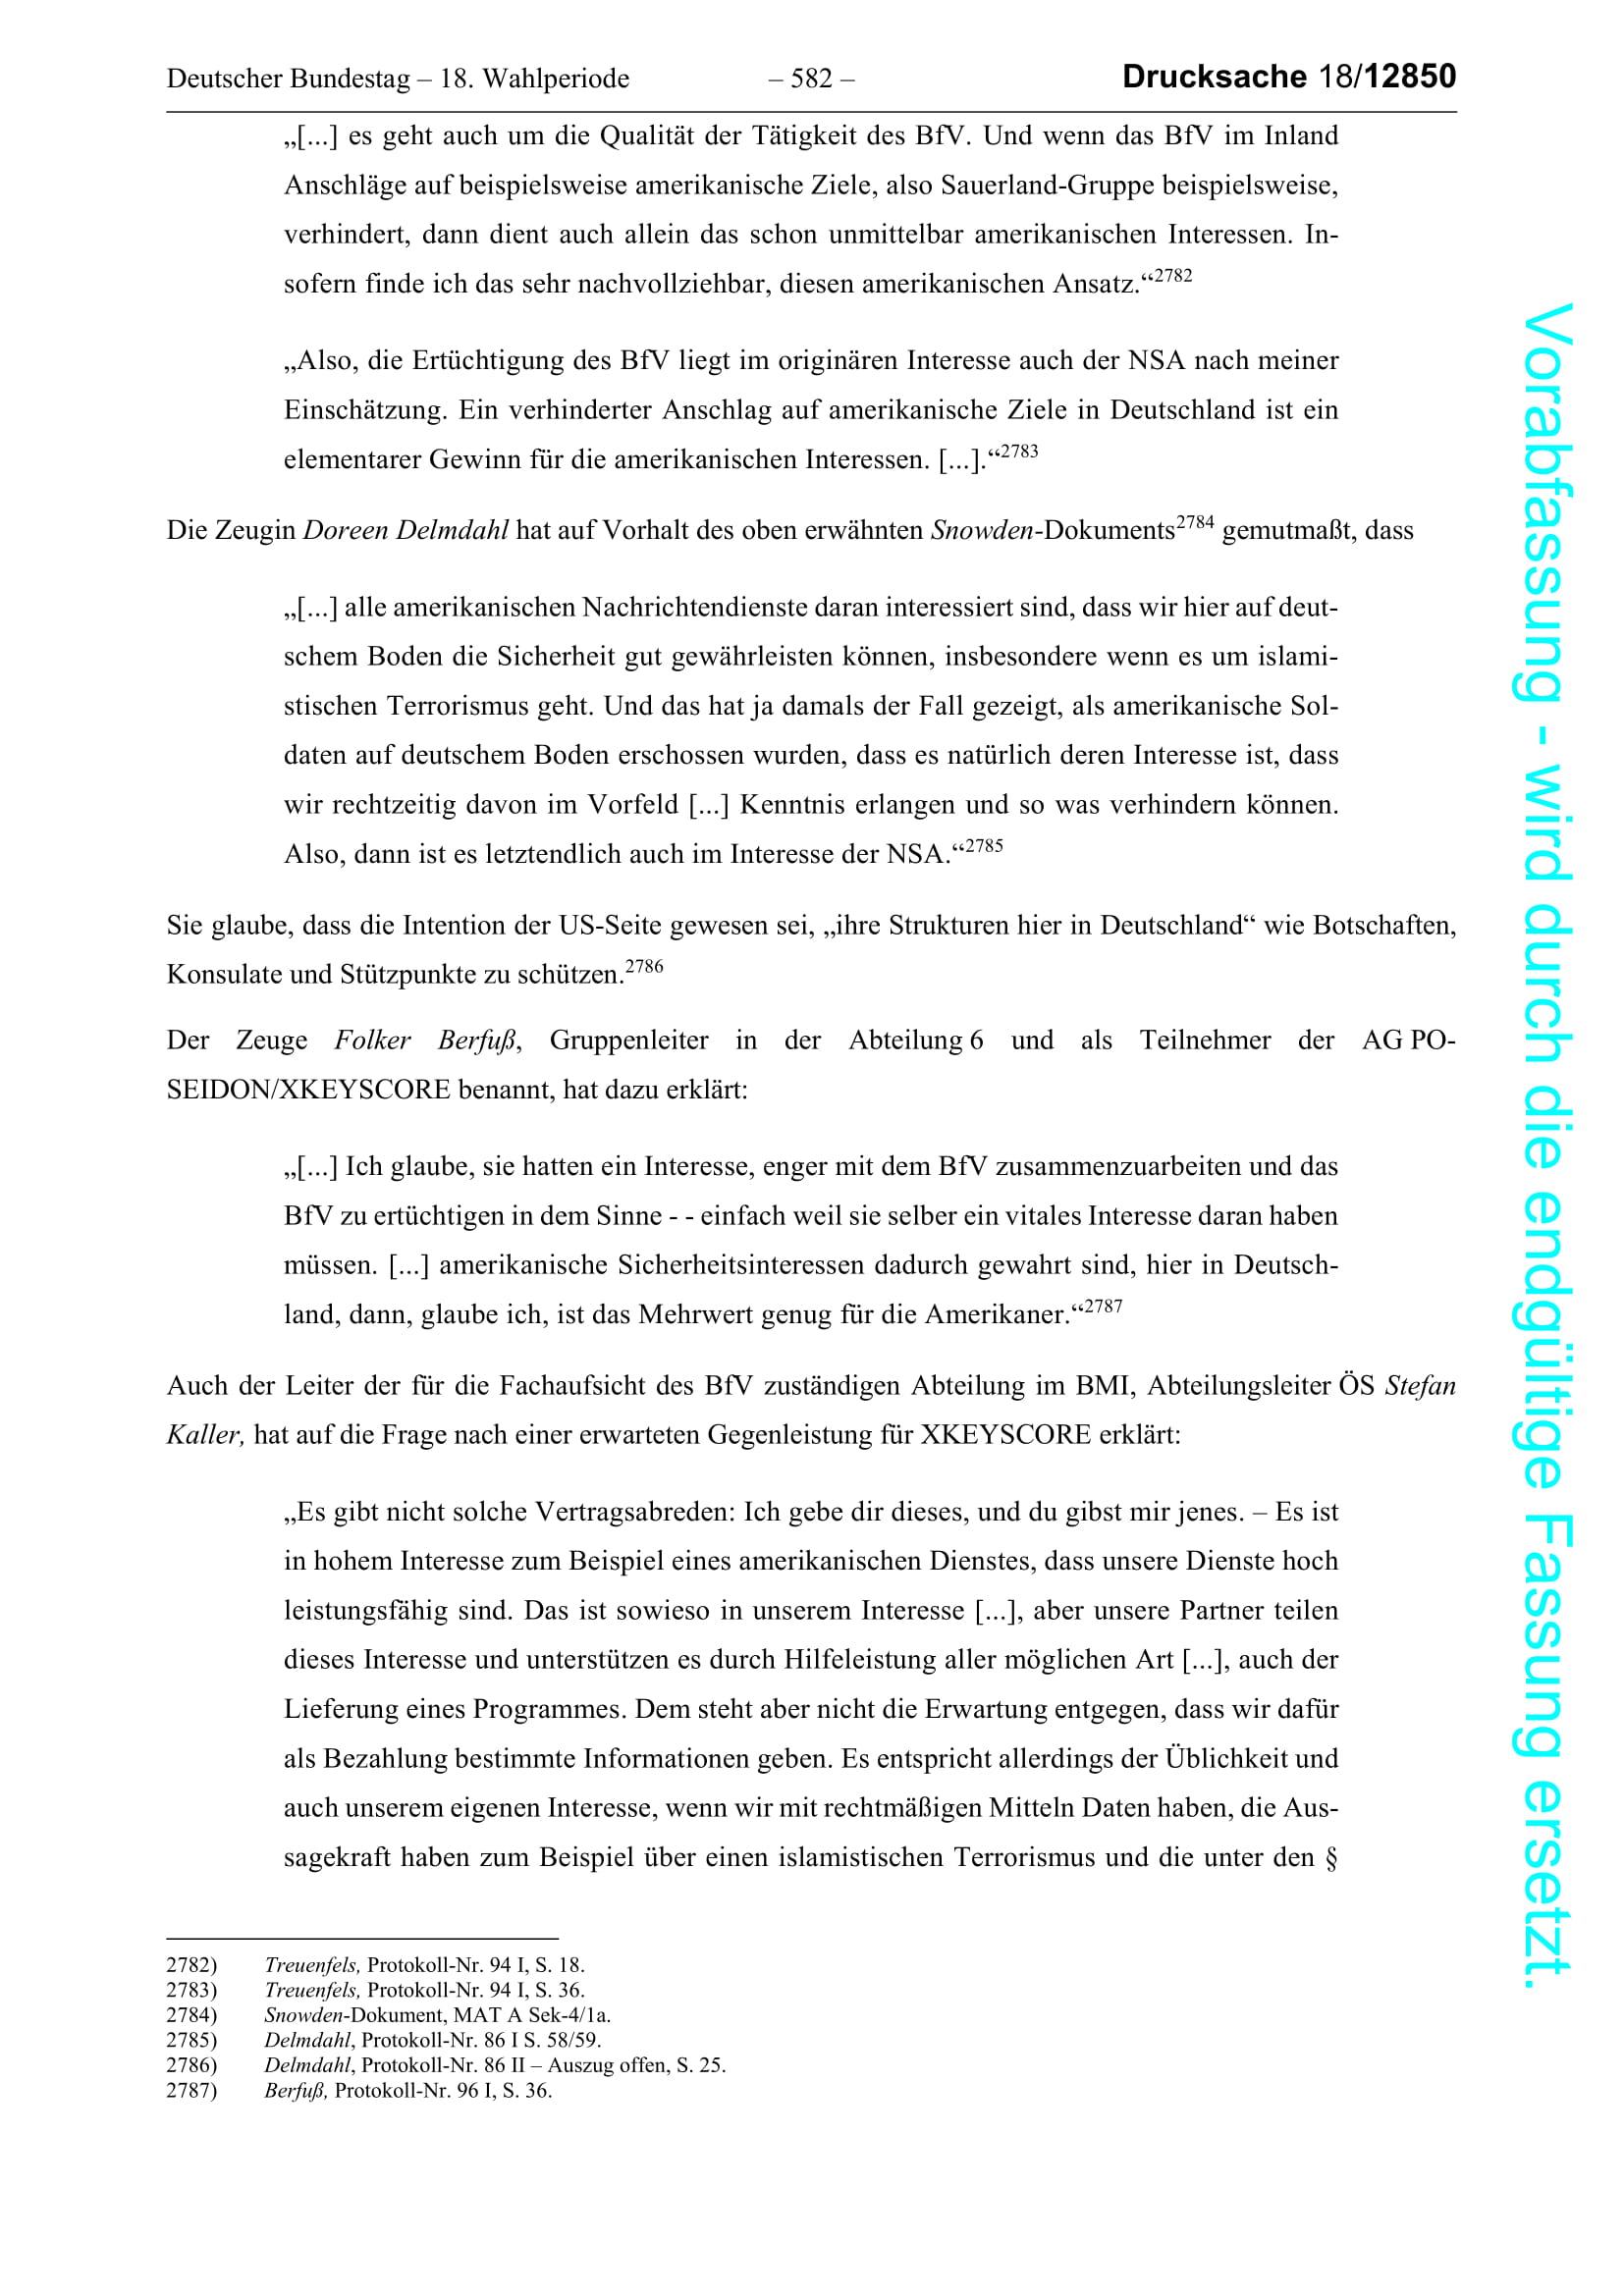 Deutscher Bundestag – 18. Wahlperiode – 582 – Drucksache 18/12850
„[...] es geht auch um die Qualität der Tätigkeit des BfV. Und wenn das BfV im Inland
Anschläge auf beispielsweise amerikanische Ziele, also Sauerland-Gruppe beispielsweise,
verhindert, dann dient auch allein das schon unmittelbar amerikanischen Interessen. In-
sofern finde ich das sehr nachvollziehbar, diesen amerikanischen Ansatz.“2782
„Also, die Ertüchtigung des BfV liegt im originären Interesse auch der NSA nach meiner
Einschätzung. Ein verhinderter Anschlag auf amerikanische Ziele in Deutschland ist ein
elementarer Gewinn für die amerikanischen Interessen. [...].“2783
Die Zeugin Doreen Delmdahl hat auf Vorhalt des oben erwähnten Snowden-Dokuments2784 gemutmaßt, dass
„[...] alle amerikanischen Nachrichtendienste daran interessiert sind, dass wir hier auf deut-
schem Boden die Sicherheit gut gewährleisten können, insbesondere wenn es um islami-
stischen Terrorismus geht. Und das hat ja damals der Fall gezeigt, als amerikanische Sol-
daten auf deutschem Boden erschossen wurden, dass es natürlich deren Interesse ist, dass
wir rechtzeitig davon im Vorfeld [...] Kenntnis erlangen und so was verhindern können.
Also, dann ist es letztendlich auch im Interesse der NSA.“2785
Sie glaube, dass die Intention der US-Seite gewesen sei, „ihre Strukturen hier in Deutschland“ wie Botschaften,
Konsulate und Stützpunkte zu schützen.2786
Der Zeuge Folker Berfuß, Gruppenleiter in der Abteilung 6 und als Teilnehmer der AG PO-
SEIDON/XKEYSCORE benannt, hat dazu erklärt:
„[...] Ich glaube, sie hatten ein Interesse, enger mit dem BfV zusammenzuarbeiten und das
BfV zu ertüchtigen in dem Sinne - - einfach weil sie selber ein vitales Interesse daran haben
müssen. [...] amerikanische Sicherheitsinteressen dadurch gewahrt sind, hier in Deutsch-
land, dann, glaube ich, ist das Mehrwert genug für die Amerikaner.“2787
Auch der Leiter der für die Fachaufsicht des BfV zuständigen Abteilung im BMI, Abteilungsleiter ÖS Stefan
Kaller, hat auf die Frage nach einer erwarteten Gegenleistung für XKEYSCORE erklärt:
„Es gibt nicht solche Vertragsabreden: Ich gebe dir dieses, und du gibst mir jenes. – Es ist
in hohem Interesse zum Beispiel eines amerikanischen Dienstes, dass unsere Dienste hoch
leistungsfähig sind. Das ist sowieso in unserem Interesse [...], aber unsere Partner teilen
dieses Interesse und unterstützen es durch Hilfeleistung aller möglichen Art [...], auch der
Lieferung eines Programmes. Dem steht aber nicht die Erwartung entgegen, dass wir dafür
als Bezahlung bestimmte Informationen geben. Es entspricht allerdings der Üblichkeit und
auch unserem eigenen Interesse, wenn wir mit rechtmäßigen Mitteln Daten haben, die Aus-
sagekraft haben zum Beispiel über einen islamistischen Terrorismus und die unter den §
2782) Treuenfels, Protokoll-Nr. 94 I, S. 18.
2783) Treuenfels, Protokoll-Nr. 94 I, S. 36.
2784) Snowden-Dokument, MAT A Sek-4/1a.
2785) Delmdahl, Protokoll-Nr. 86 I S. 58/59.
2786) Delmdahl, Protokoll-Nr. 86 II – Auszug offen, S. 25.
2787) Berfuß, Protokoll-Nr. 96 I, S. 36.
Vorabfassung - wird durch die endgültige Fassung ersetzt.